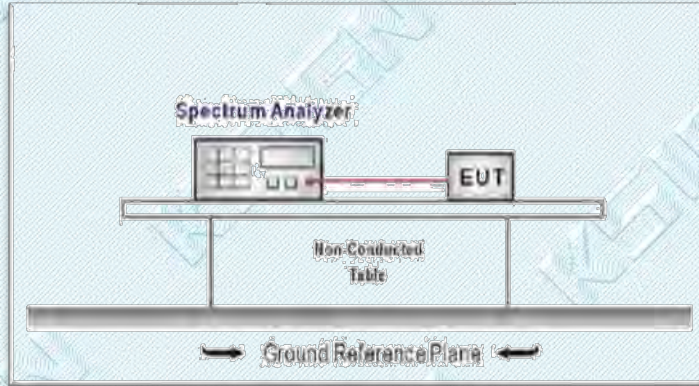 Spectrum Analyzer
EUT
Non-Conducted
Table
Ground Reference Plane